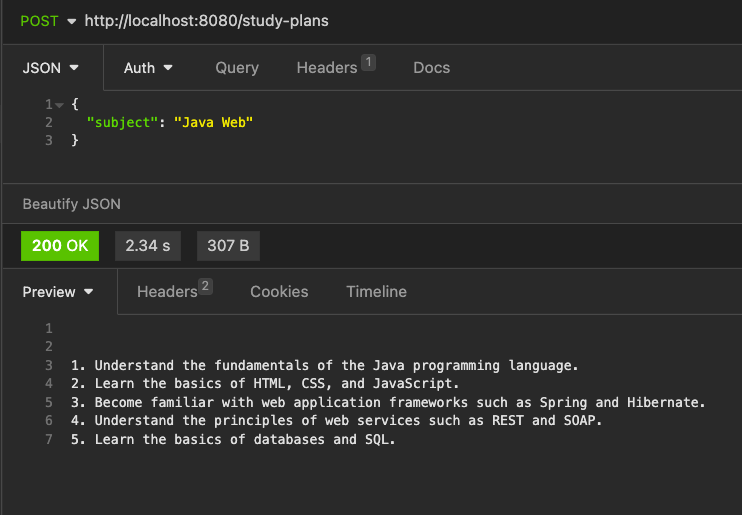 POST http://localhost:8080/study-plans
JSON Auth Query Headers 1 Docs
1 {
2 "subject": "Java Web"
3 }
Beautify JSON
200 OK 2.34 s 307 B
Preview Headers 2 Cookies Timeline
1
2
3 1. Understand the fundamentals of the Java programming language.
4 2. Learn the basics of HTML, CSS, and JavaScript.
5 3. Become familiar with web application frameworks such as Spring and Hibernate.
6 4. Understand the principles of web services such as REST and SOAP.
7 5. Learn the basics of databases and SQL.